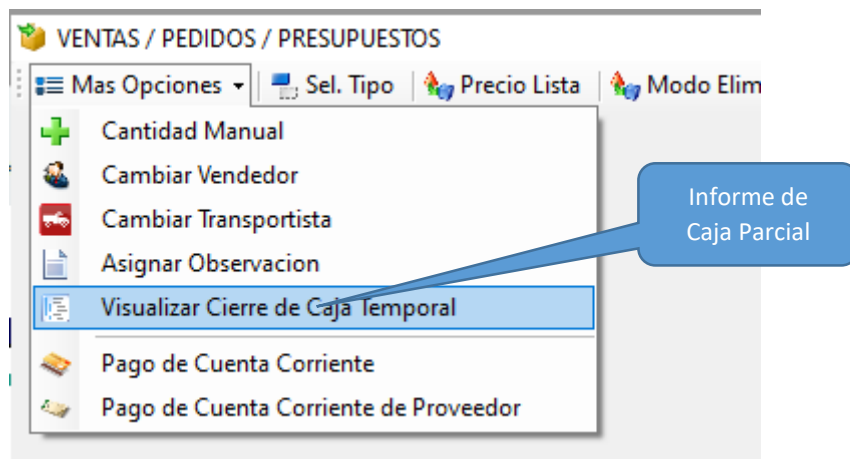 VENTAS / PEDIDOS / PRESUPUESTOS
Mas Opciones Sel. Tipo Precio Lista Modo Elim
Cantidad Manual
Cambiar Vendedor
Cambiar Transportista
Informe de
Caja Parcial
Asignar Observacion
Visualizar Cierre de Caja Temporal
Pago de Cuenta Corriente
Pago de Cuenta Corriente de Proveedor